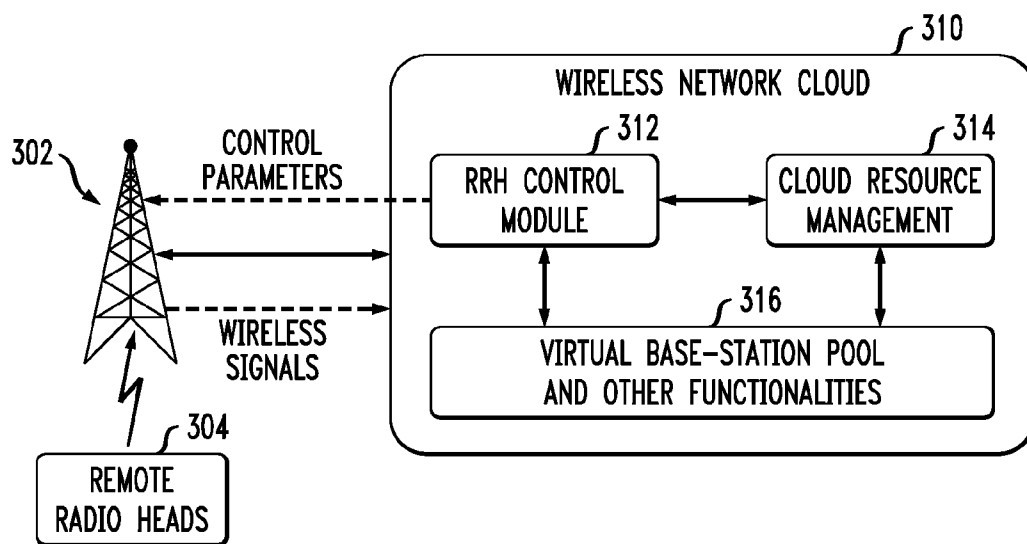 310
WIRELESS NETWORK CLOUD
302
CONTROL
PARAMETERS
312
RRH CONTROL
MODULE
314
CLOUD RESOURCE
MANAGEMENT
WIRELESS
SIGNALS
316
VIRTUAL BASE-STATION POOL
AND OTHER FUNCTIONALITIES
304
REMOTE
RADIO HEADS